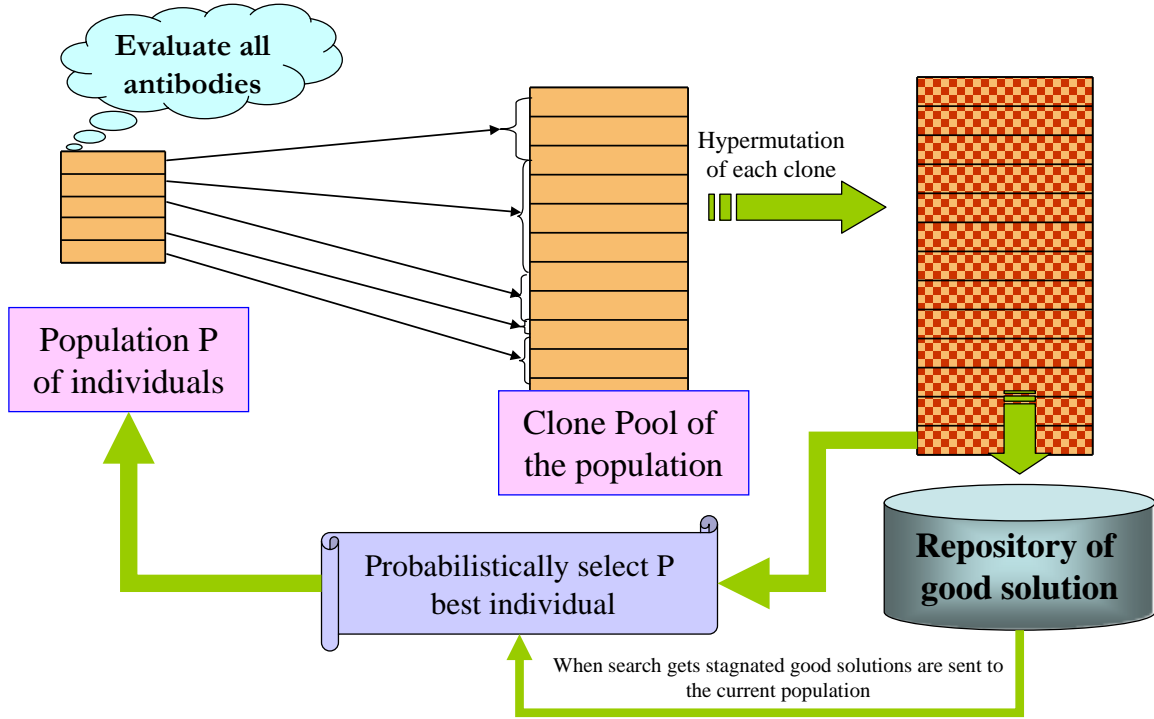 Evaluate all
antibodies
Hypermutation
of each clone
Population P
of individuals
Clone Pool of
the population
Probabilistically select P
best individual
Repository of
good solution
When search gets stagnated good solutions are sent to
the current population